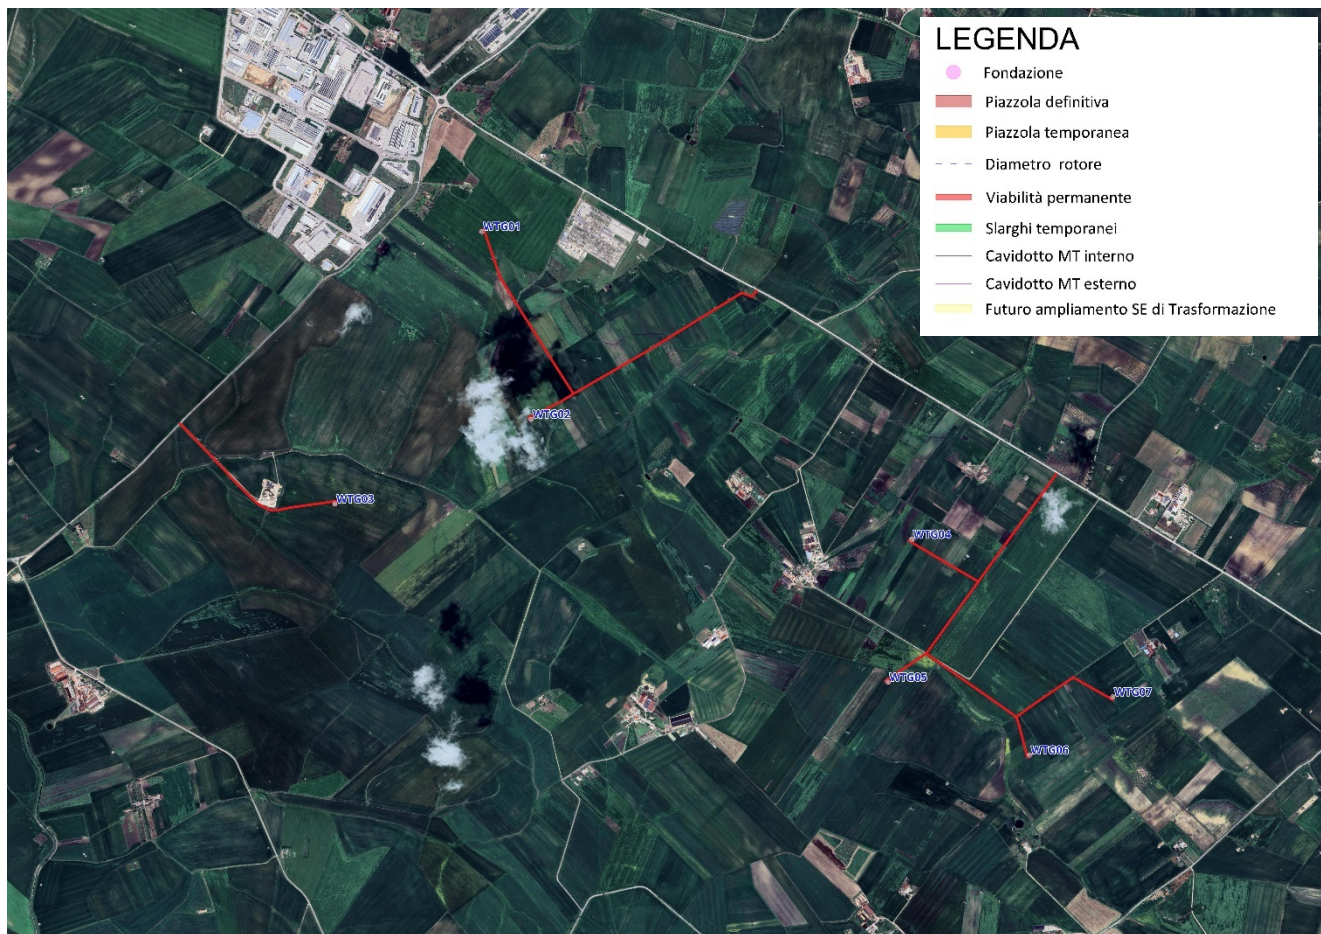 LEGENDA
Fondazione
Piazzola definitiva
Piazzola temporanea
Diametro rotore
Viabilità permanente
Slarghi temporanei
Cavidotto MT interno
Cavidotto MT esterno
Futuro ampliamento SE di Trasformazione
WTG01
WTG02
WTG03
WTG04
WTG05
WTG07
WTG06